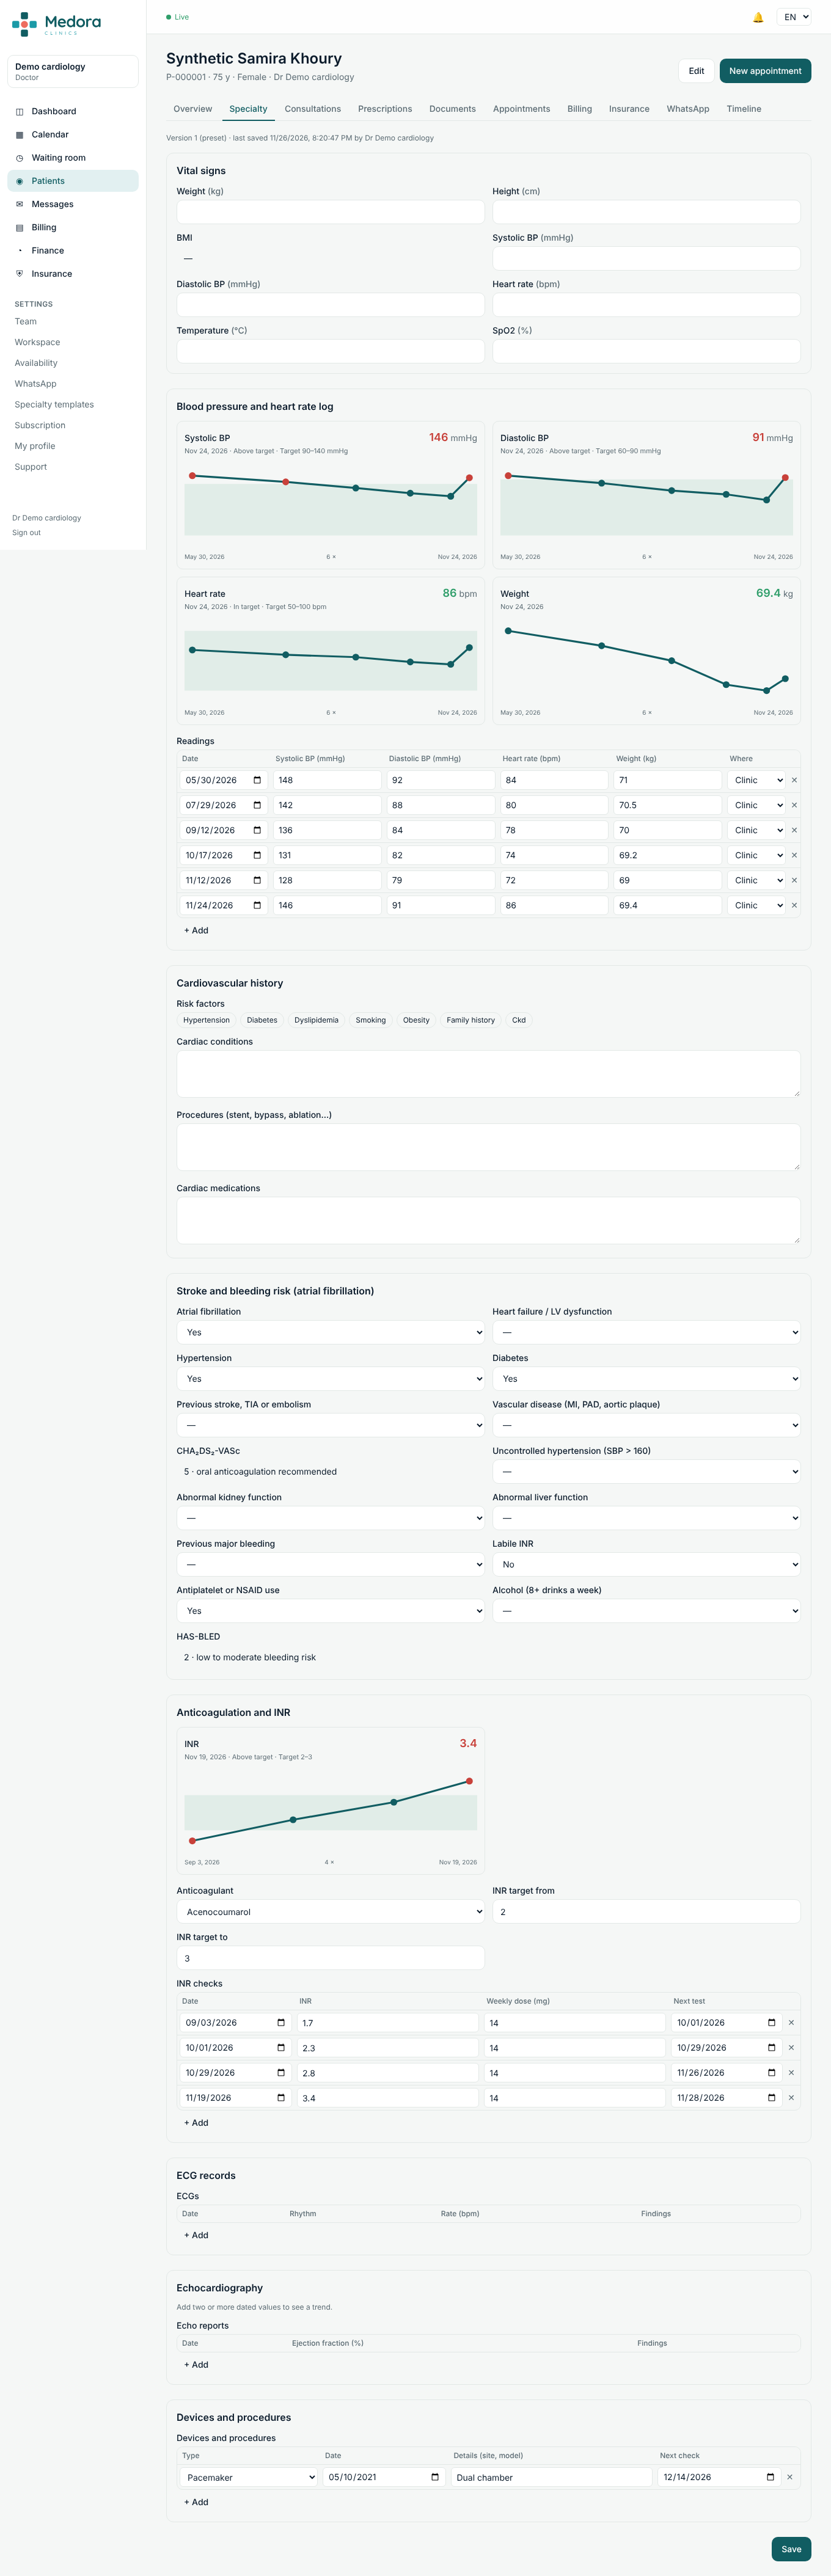 Medora
CLINICS
Demo cardiology
Doctor
Dashboard
Calendar
Waiting room
Patients
Messages
Billing
Finance
Insurance
SETTINGS
Team
Workspace
Availability
WhatsApp
Specialty templates
Subscription
My profile
Support
Dr Demo cardiology
Sign out
Live
EN
Synthetic Samira Khoury
P-000001 · 75 y · Female · Dr Demo cardiology
Edit
New appointment
Overview Specialty Consultations Prescriptions Documents Appointments Billing Insurance WhatsApp Timeline
Version 1 (preset) · last saved 11/26/2026, 8:20:47 PM by Dr Demo cardiology
Vital signs
Weight (kg) Height (cm)
BMI Systolic BP (mmHg)
—
Diastolic BP (mmHg) Heart rate (bpm)
Temperature (°C) SpO2 (%)
Blood pressure and heart rate log
Systolic BP 146 mmHg
Nov 24, 2026 · Above target · Target 90–140 mmHg
May 30, 2026 6 × Nov 24, 2026
Diastolic BP 91 mmHg
Nov 24, 2026 · Above target · Target 60–90 mmHg
May 30, 2026 6 × Nov 24, 2026
Heart rate 86 bpm
Nov 24, 2026 · In target · Target 50–100 bpm
May 30, 2026 6 × Nov 24, 2026
Weight 69.4 kg
Nov 24, 2026
May 30, 2026 6 × Nov 24, 2026
Readings
Date Systolic BP (mmHg) Diastolic BP (mmHg) Heart rate (bpm) Weight (kg) Where
05/30/2026 148 92 84 71 Clinic ×
07/29/2026 142 88 80 70.5 Clinic ×
09/12/2026 136 84 78 70 Clinic ×
10/17/2026 131 82 74 69.2 Clinic ×
11/12/2026 128 79 72 69 Clinic ×
11/24/2026 146 91 86 69.4 Clinic ×
+ Add
Cardiovascular history
Risk factors
Hypertension Diabetes Dyslipidemia Smoking Obesity Family history Ckd
Cardiac conditions
Procedures (stent, bypass, ablation…)
Cardiac medications
Stroke and bleeding risk (atrial fibrillation)
Atrial fibrillation Heart failure / LV dysfunction
Yes —
Hypertension Diabetes
Yes Yes
Previous stroke, TIA or embolism Vascular disease (MI, PAD, aortic plaque)
— —
CHA₂DS₂-VASc Uncontrolled hypertension (SBP > 160)
5 · oral anticoagulation recommended —
Abnormal kidney function Abnormal liver function
— —
Previous major bleeding Labile INR
— No
Antiplatelet or NSAID use Alcohol (8+ drinks a week)
Yes —
HAS-BLED
2 · low to moderate bleeding risk
Anticoagulation and INR
INR 3.4
Nov 19, 2026 · Above target · Target 2–3
Sep 3, 2026 4 × Nov 19, 2026
Anticoagulant INR target from
Acenocoumarol 2
INR target to
3
INR checks
Date INR Weekly dose (mg) Next test
09/03/2026 1.7 14 10/01/2026 ×
10/01/2026 2.3 14 10/29/2026 ×
10/29/2026 2.8 14 11/26/2026 ×
11/19/2026 3.4 14 11/28/2026 ×
+ Add
ECG records
ECGs
Date Rhythm Rate (bpm) Findings
+ Add
Echocardiography
Add two or more dated values to see a trend.
Echo reports
Date Ejection fraction (%) Findings
+ Add
Devices and procedures
Devices and procedures
Type Date Details (site, model) Next check
Pacemaker 05/10/2021 Dual chamber 12/14/2026 ×
+ Add
Save